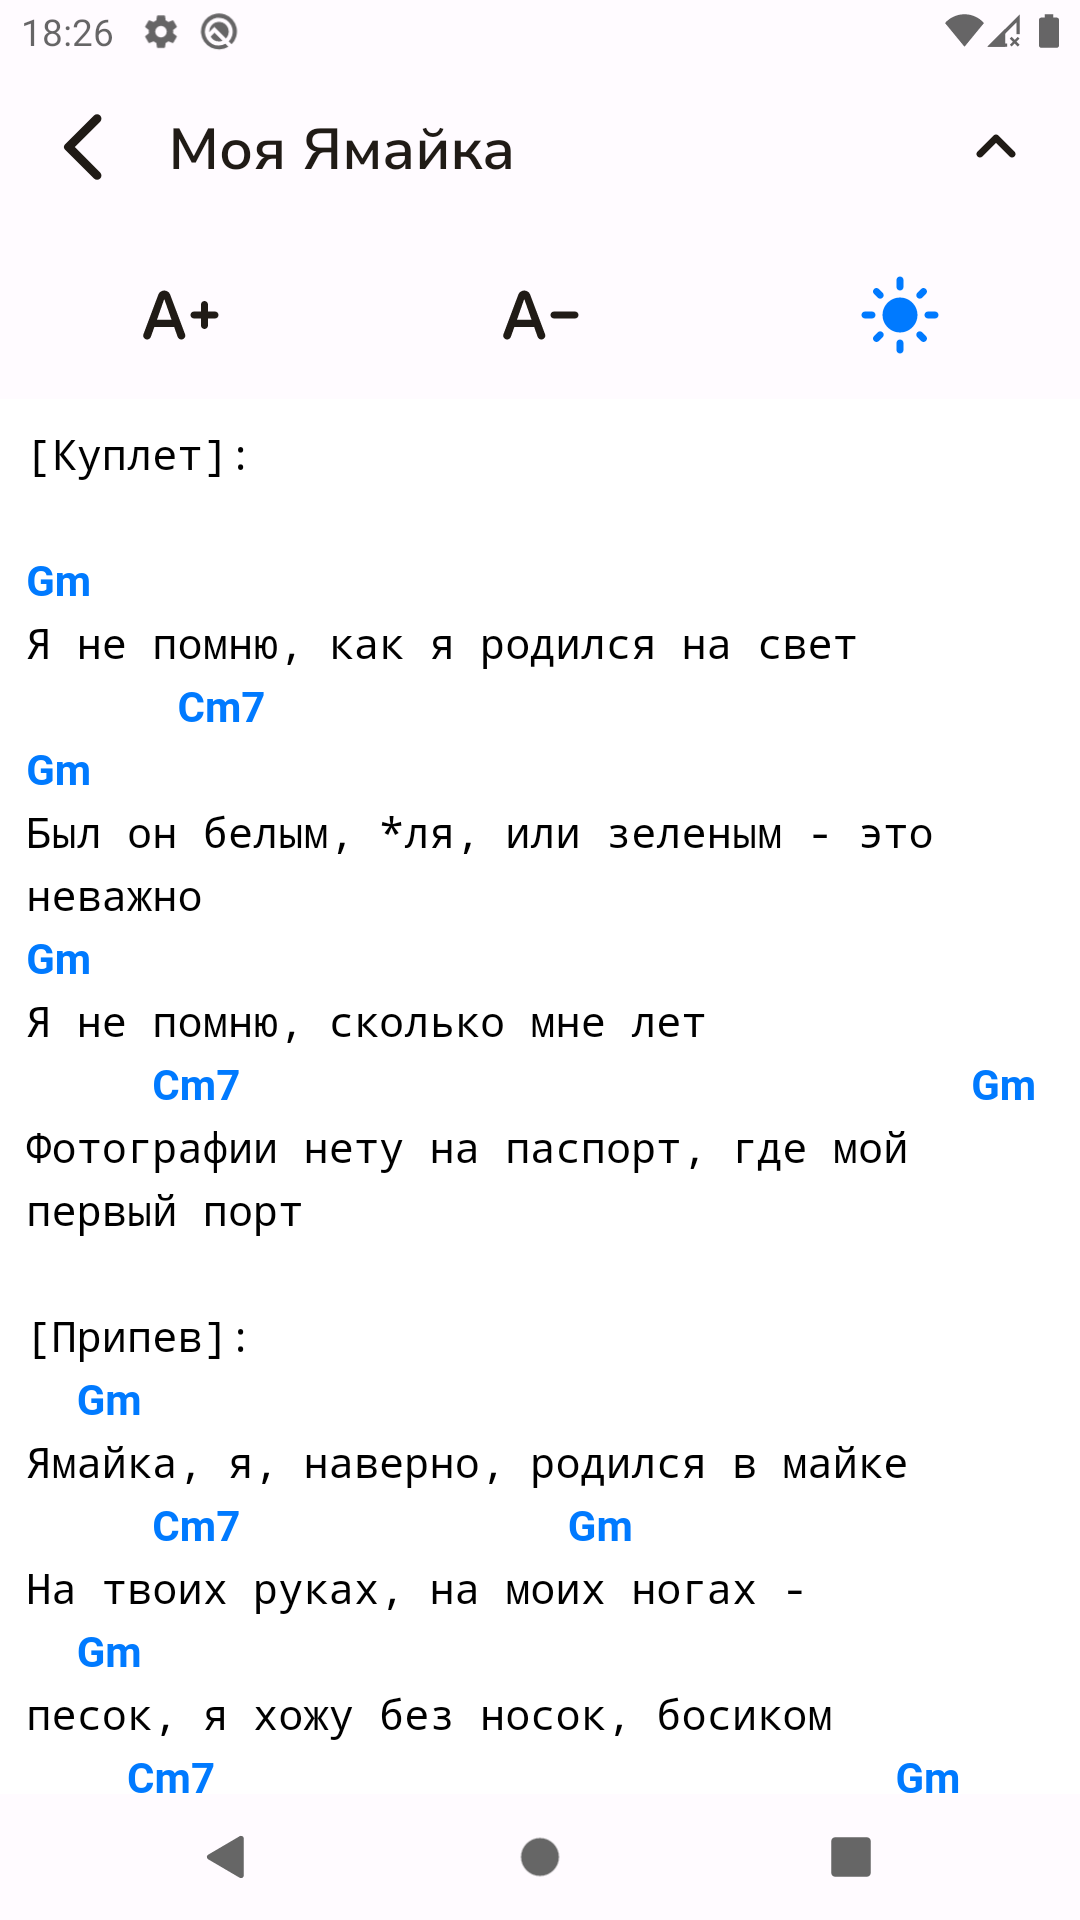 18:26
Моя Ямайка
A+ A-
[Куплет]:
Gm
Я не помню, как я родился на свет
Cm7
Gm
Был он белым, *ля, или зеленым - это
неважно
Gm
Я не помню, сколько мне лет
Cm7 Gm
Фотографии нету на паспорт, где мой
первый порт
[Припев]:
Gm
Ямайка, я, наверно, родился в майке
Cm7 Gm
На твоих руках, на моих ногах -
Gm
песок, я хожу без носок, босиком
Cm7 Gm